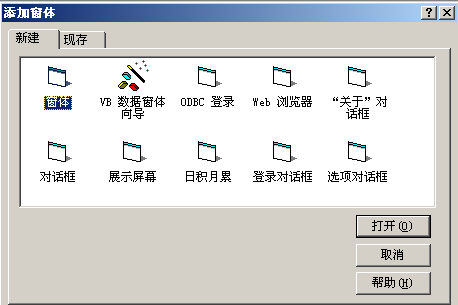 添加窗体
新建 现存
窗体 VB 数据窗体 ODBC 登录 Web 浏览器 “关于”对
向导 话框
对话框 展示屏幕 日积月累 登录对话框 选项对话框
打开(O)
取消
帮助(H)